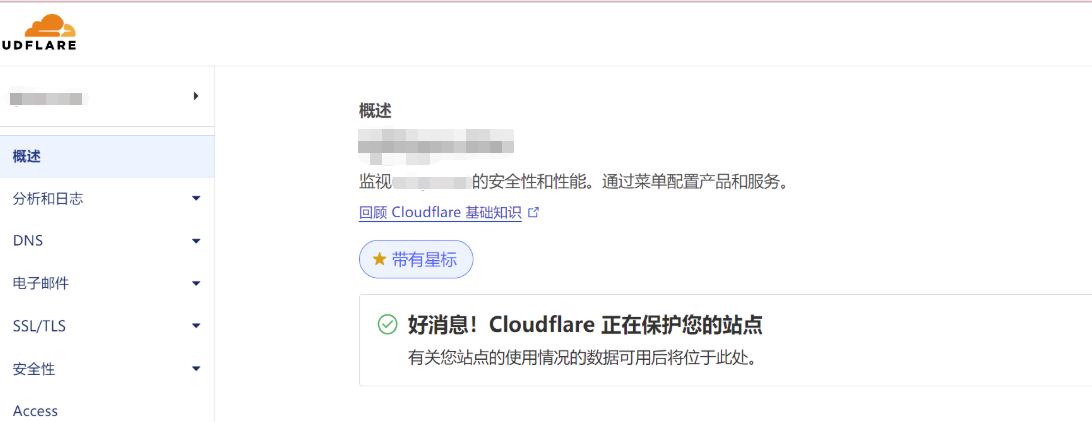 UDFLARE
概述
分析和日志
DNS
电子邮件
SSL/TLS
安全性
Access
概述
监视 的安全性和性能。通过菜单配置产品和服务。
回顾 Cloudflare 基础知识
带有星标
好消息！Cloudflare 正在保护您的站点
有关您站点的使用情况的数据可用后将位于此处。